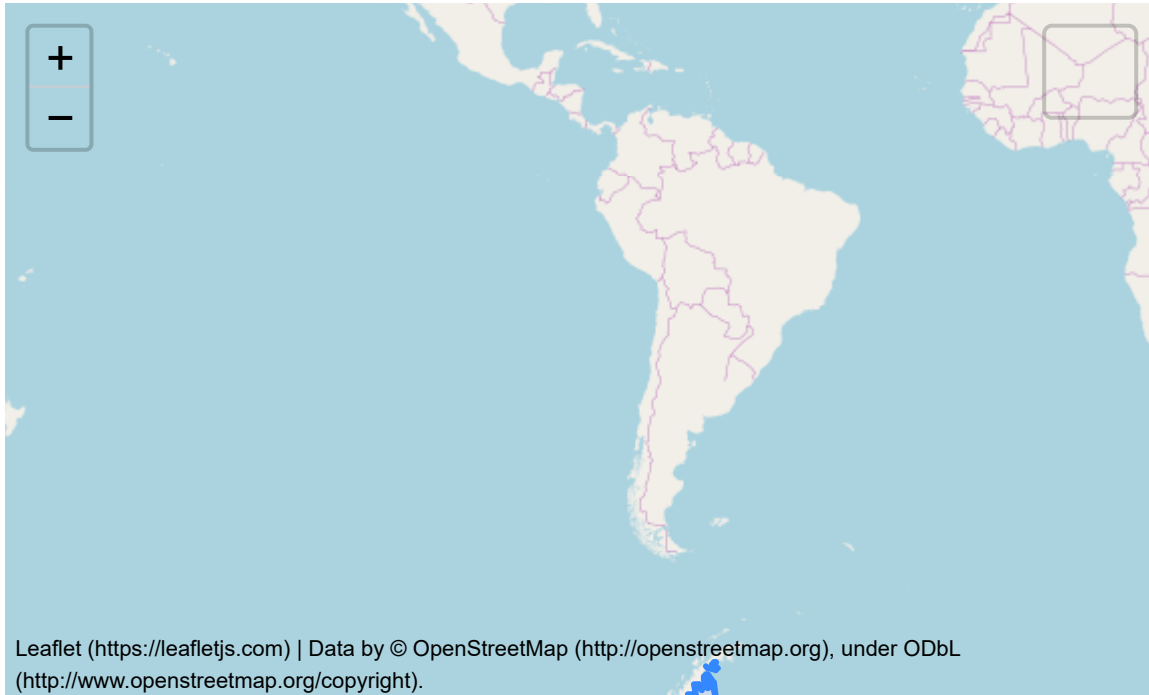 +
−
Leaflet (https://leafletjs.com) | Data by © OpenStreetMap (http://openstreetmap.org), under ODbL
(http://www.openstreetmap.org/copyright).